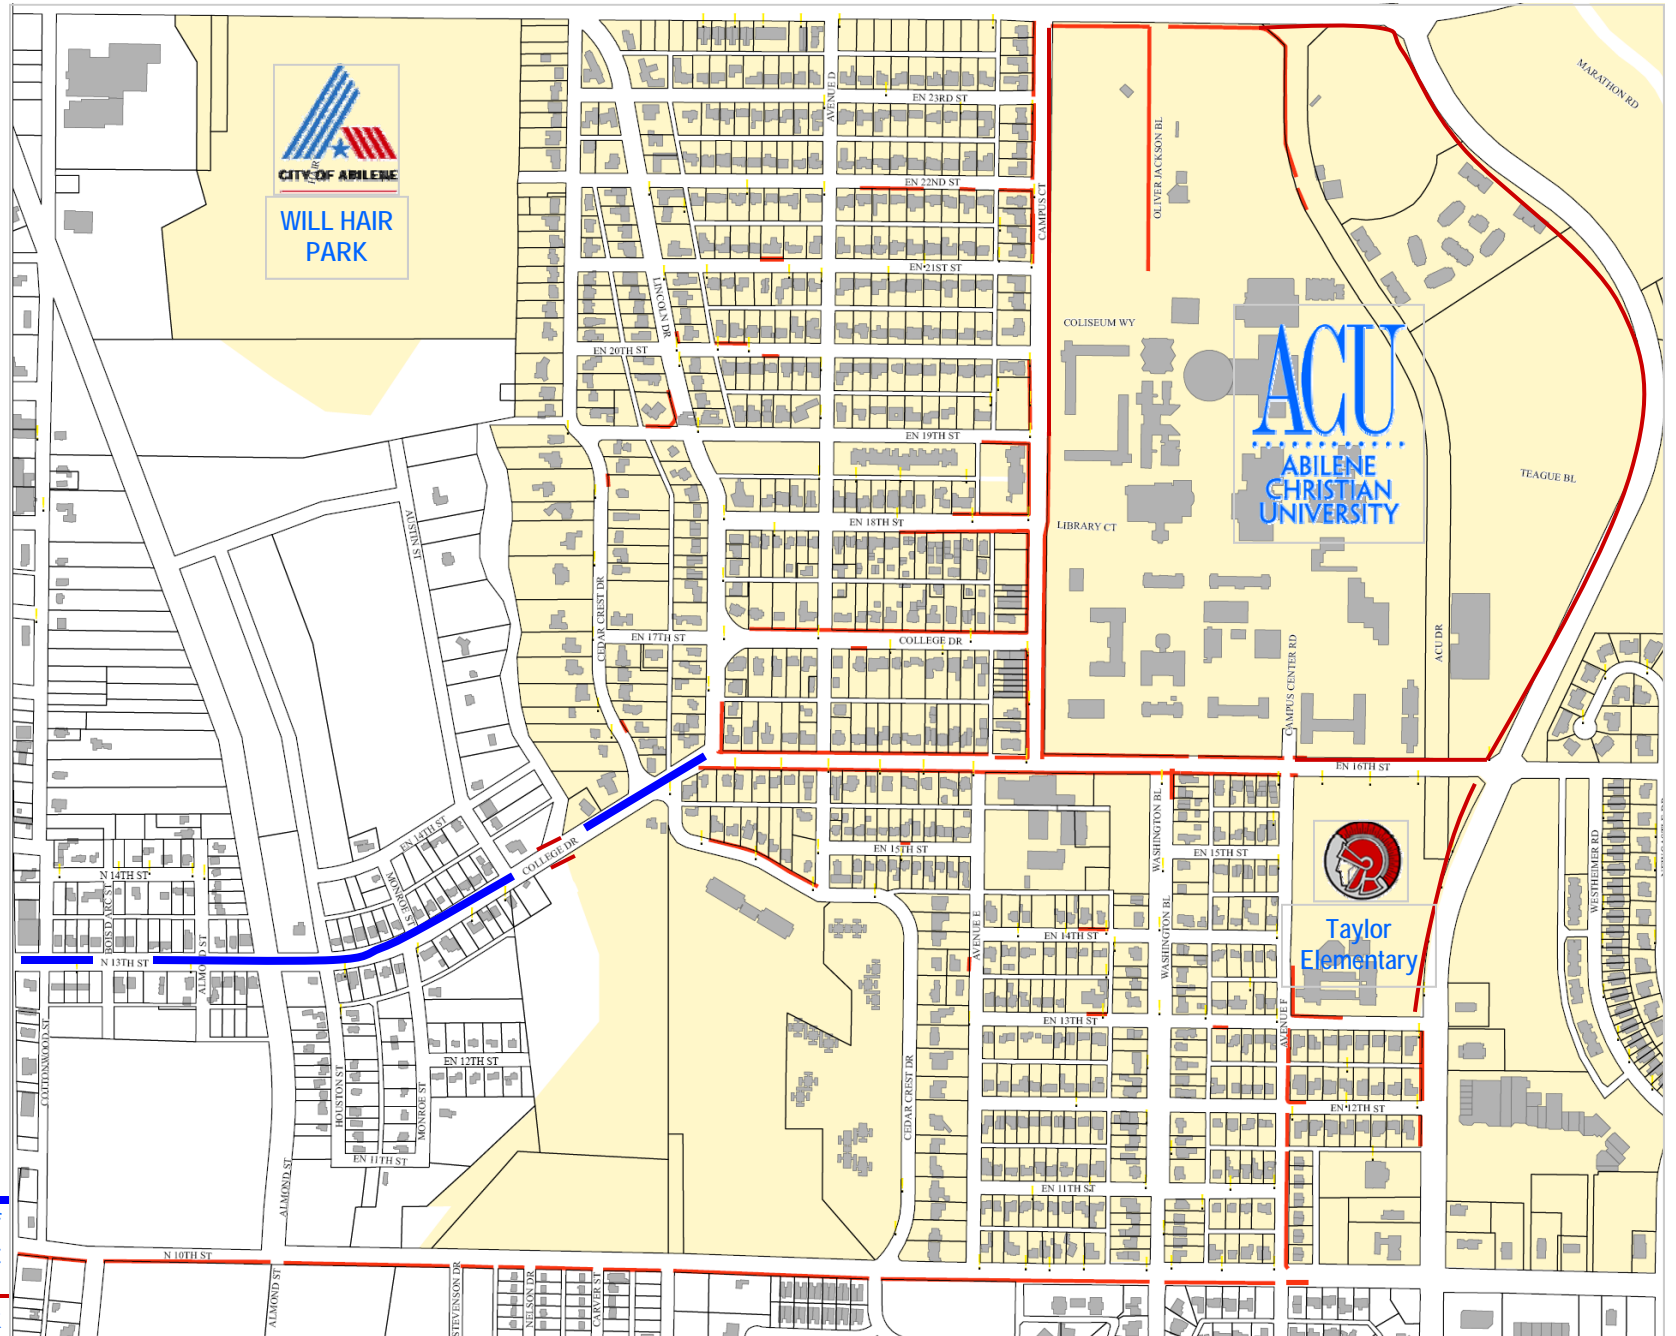 MARATHON RD
AVENUE D
EN 23RD ST
OLIVER JACKSON BL
CITY OF ABILENE
HAIR
EN 22ND ST
CAMPUS CT
WILL HAIR
PARK
EN 21ST ST
LINCOLN DR
COLISEUM WY
EN 20TH ST
ACU
ABILENE
CHRISTIAN
UNIVERSITY
EN 19TH ST
TEAGUE BL
AUSTIN ST
EN 18TH ST
LIBRARY CT
CEDAR CREST DR
EN 17TH ST
COLLEGE DR
ACU DR
CAMPUS CENTER RD
EN 16TH ST
WASHINGTON BL
EN 14TH ST
COLLEGE DR
EN 15TH ST
EN 15TH ST
WESTHEIMER RD
N 14TH ST
MONROE ST
BOIS D ARC ST
AVENUE E
EN 14TH ST
WASHINGTON BL
Taylor
Elementary
ALMOND ST
N 13TH ST
EN 13TH ST
AVENUE F
COTTONWOOD ST
EN 12TH ST
HOUSTON ST
MONROE ST
CEDAR CREST DR
EN 12TH ST
EN 11TH ST
ALMOND ST
EN 11TH ST
N 10TH ST
ALMOND ST
STEVENSON DR
NELSON DR
CARVER ST